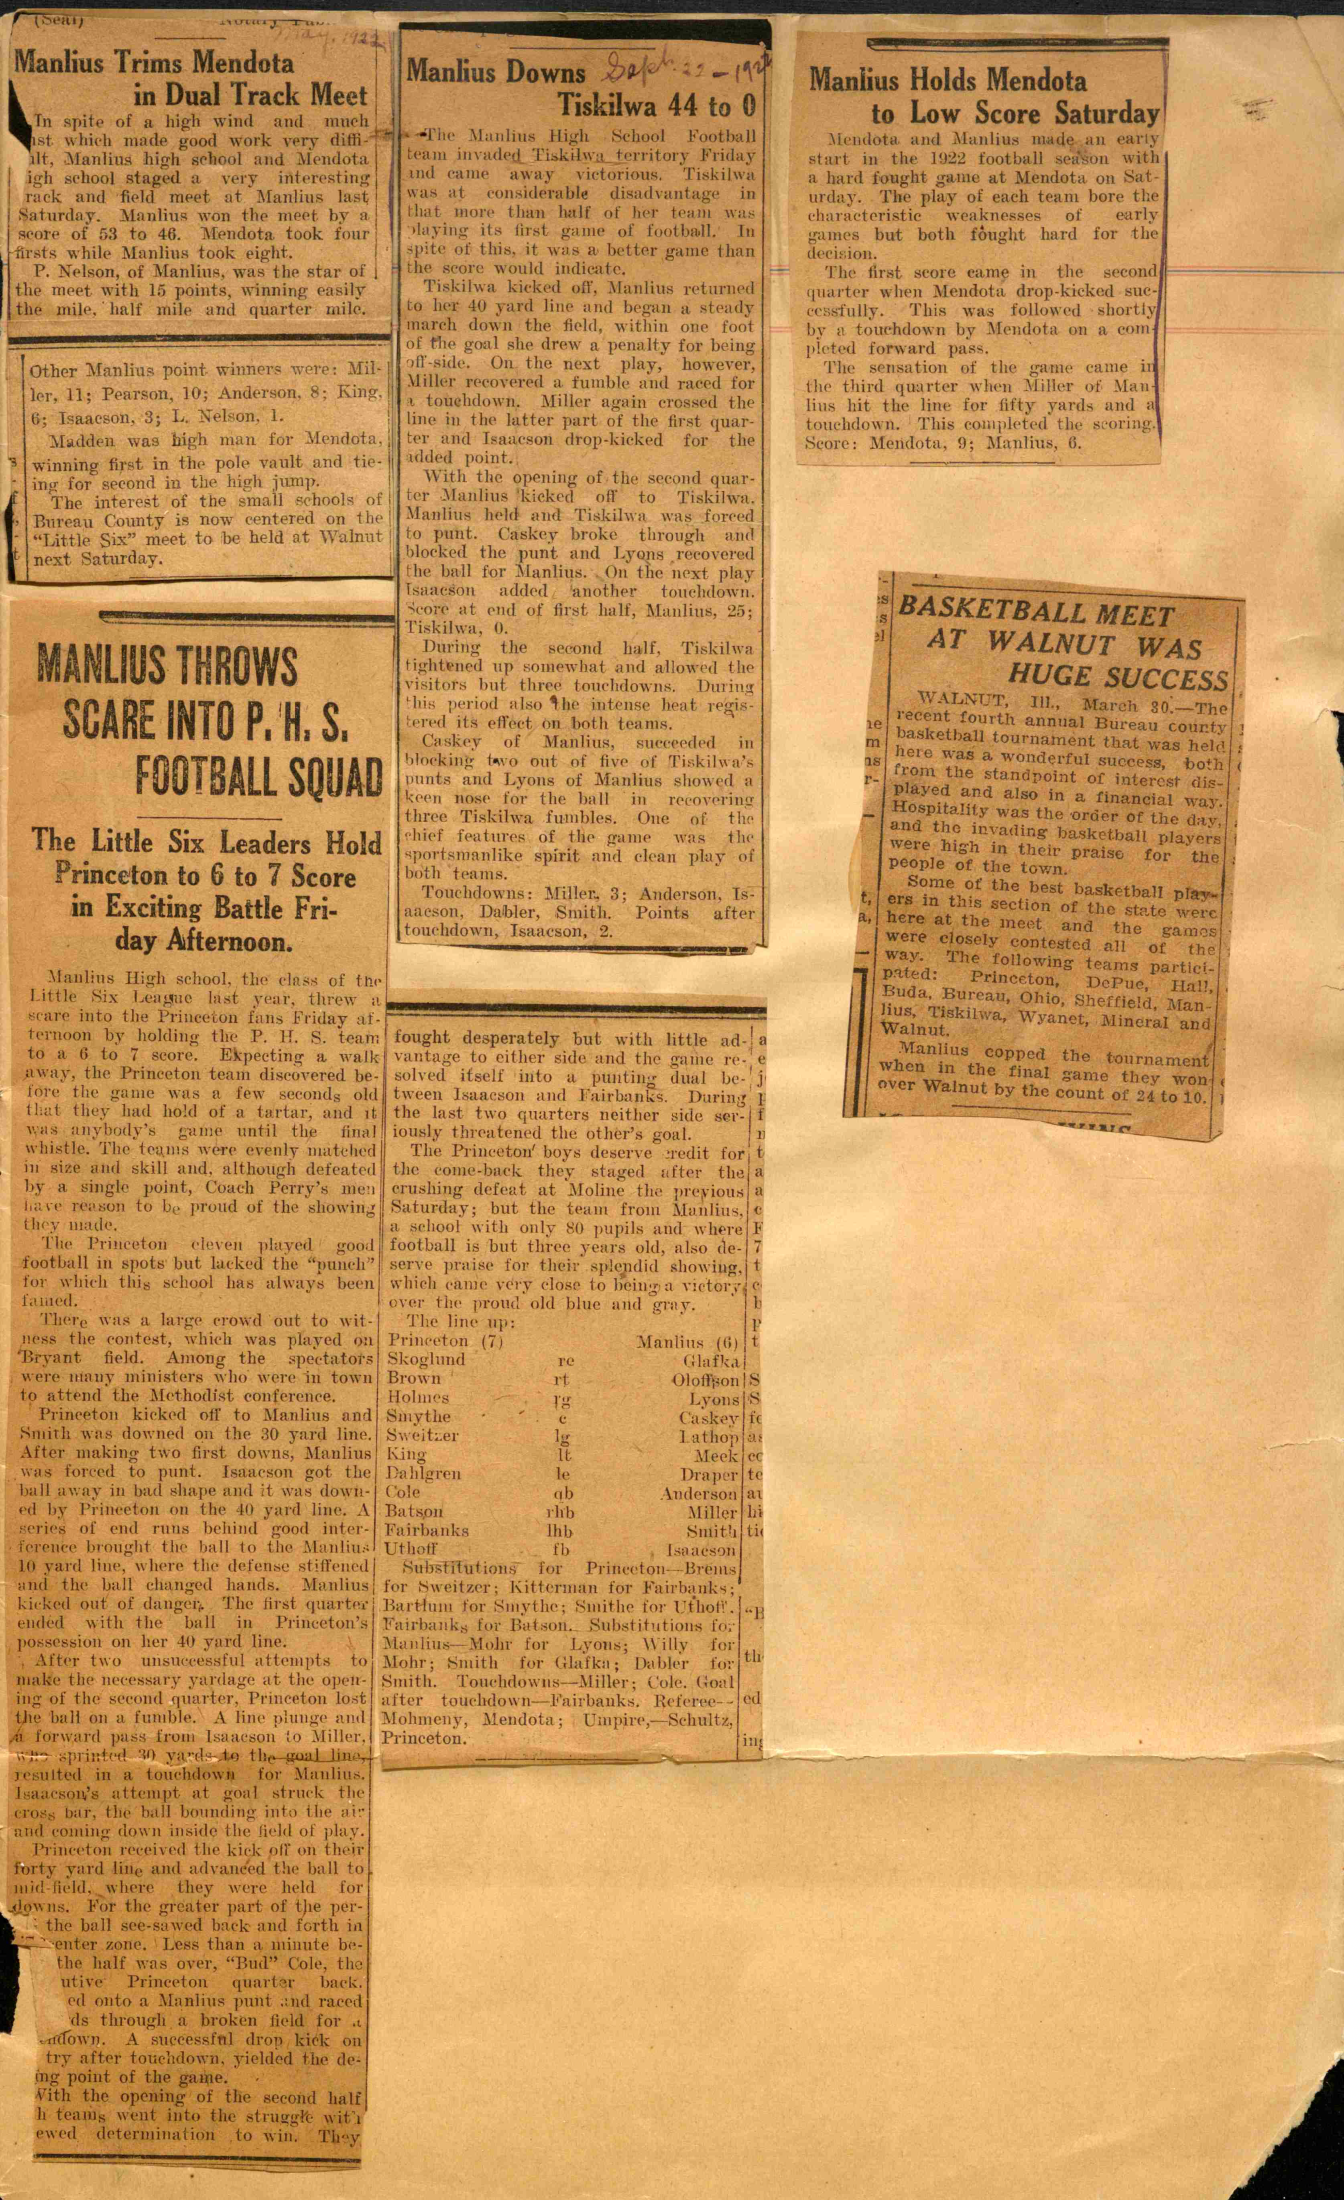 (Seal)
May, 1922
Manlius Trims Mendota
in Dual Track Meet
In spite of a high wind and much
ist which made good work very diffi-
ult, Manlius high school and Mendota
igh school staged a very interesting
rack and field meet at Manlius last
Saturday. Manlius won the meet by a
score of 53 to 46. Mendota took four
firsts while Manlius took eight.
P. Nelson, of Manlius, was the star of
the meet with 15 points, winning easily
the mile, half mile and quarter mile.
Other Manlius point winners were: Mil-
ler, 11; Pearson, 10; Anderson, 8; King,
6; Isaacson, 3; L. Nelson, 1.
Madden was high man for Mendota,
winning first in the pole vault and tie-
ing for second in the high jump.
The interest of the small schools of
Bureau County is now centered on the
"Little Six" meet to be held at Walnut
next Saturday.
MANLIUS THROWS
SCARE INTO P. H. S.
FOOTBALL SQUAD
The Little Six Leaders Hold
Princeton to 6 to 7 Score
in Exciting Battle Fri-
day Afternoon.
Manlius High school, the class of the
Little Six League last year, threw a
scare into the Princeton fans Friday af-
ternoon by holding the P. H. S. team
to a 6 to 7 score. Expecting a walk
away, the Princeton team discovered be-
fore the game was a few seconds old
that they had hold of a tartar, and it
was anybody's game until the final
whistle. The teams were evenly matched
in size and skill and, although defeated
by a single point, Coach Perry's men
have reason to be proud of the showing
they made.
The Princeton eleven played good
football in spots but lacked the "punch"
for which this school has always been
famed.
There was a large crowd out to wit-
ness the contest, which was played on
Bryant field. Among the spectators
were many ministers who were in town
to attend the Methodist conference.
Princeton kicked off to Manlius and
Smith was downed on the 30 yard line.
After making two first downs, Manlius
was forced to punt. Isaacson got the
ball away in bad shape and it was down-
ed by Princeton on the 40 yard line. A
series of end runs behind good inter-
ference brought the ball to the Manlius
10 yard line, where the defense stiffened
and the ball changed hands. Manlius
kicked out of danger. The first quarter
ended with the ball in Princeton's
possession on her 40 yard line.
After two unsuccessful attempts to
make the necessary yardage at the open-
ing of the second quarter, Princeton lost
the ball on a fumble. A line plunge and
a forward pass from Isaacson to Miller,
who sprinted 30 yards to the goal line,
resulted in a touchdown for Manlius.
Isaacson's attempt at goal struck the
cross bar, the ball bounding into the air
and coming down inside the field of play.
Princeton received the kick off on their
forty yard line and advanced the ball to
mid-field, where they were held for
downs. For the greater part of the per-
the ball see-sawed back and forth in
enter zone. Less than a minute be-
the half was over, "Bud" Cole, the
utive Princeton quarter back,
ed onto a Manlius punt and raced
ds through a broken field for a
down. A successful drop kick on
try after touchdown, yielded the de-
ing point of the game.
With the opening of the second half
h teams went into the struggle with
ewed determination to win. They
Manlius Downs Sept. 22-1922
Tiskilwa 44 to 0
The Manlius High School Football
team invaded Tiskilwa territory Friday
and came away victorious. Tiskilwa
was at considerable disadvantage in
that more than half of her team was
playing its first game of football. In
spite of this, it was a better game than
the score would indicate.
Tiskilwa kicked off, Manlius returned
to her 40 yard line and began a steady
march down the field, within one foot
of the goal she drew a penalty for being
off-side. On the next play, however,
Miller recovered a fumble and raced for
a touchdown. Miller again crossed the
line in the latter part of the first quar-
ter and Isaacson drop-kicked for the
added point.
With the opening of the second quar-
ter Manlius kicked off to Tiskilwa.
Manlius held and Tiskilwa was forced
to punt. Caskey broke through and
blocked the punt and Lyons recovered
the ball for Manlius. On the next play
Isaacson added another touchdown.
Score at end of first half, Manlius, 25;
Tiskilwa, 0.
During the second half, Tiskilwa
tightened up somewhat and allowed the
visitors but three touchdowns. During
this period also the intense heat regis-
tered its effect on both teams.
Caskey of Manlius, succeeded in
blocking two out of five of Tiskilwa's
punts and Lyons of Manlius showed a
keen nose for the ball in recovering
three Tiskilwa fumbles. One of the
chief features of the game was the
sportsmanlike spirit and clean play of
both teams.
Touchdowns: Miller, 3; Anderson, Is-
aacson, Dabler, Smith. Points after
touchdown, Isaacson, 2.
fought desperately but with little ad-
vantage to either side and the game re-
solved itself into a punting dual be-
tween Isaacson and Fairbanks. During
the last two quarters neither side ser-
iously threatened the other's goal.
The Princeton boys deserve credit for
the come-back they staged after the
crushing defeat at Moline the previous
Saturday; but the team from Manlius,
a school with only 80 pupils and where
football is but three years old, also de-
serve praise for their splendid showing,
which came very close to being a victory
over the proud old blue and gray.
The line up:
Princeton (7) Manlius (6)
Skoglund re Glafka
Brown rt Oloffson
Holmes rg Lyons
Smythe c Caskey
Sweitzer lg Lathop
King lt Meek
Dahlgren le Draper
Cole qb Anderson
Batson rhb Miller
Fairbanks lhb Smith
Uthoff fb Isaacson
Substitutions for Princeton—Brems
for Sweitzer; Kitterman for Fairbanks;
Bartlum for Smythe; Smithe for Uthoff.
Fairbanks for Batson. Substitutions for
Manlius—Mohr for Lyons; Willy for
Mohr; Smith for Glafka; Dabler for
Smith. Touchdowns—Miller; Cole. Goal
after touchdown—Fairbanks. Referee—
Mohmeny, Mendota; Umpire,—Schultz,
Princeton.
Manlius Holds Mendota
to Low Score Saturday
Mendota and Manlius made an early
start in the 1922 football season with
a hard fought game at Mendota on Sat-
urday. The play of each team bore the
characteristic weaknesses of early
games but both fought hard for the
decision.
The first score came in the second
quarter when Mendota drop-kicked suc-
cessfully. This was followed shortly
by a touchdown by Mendota on a com-
pleted forward pass.
The sensation of the game came in
the third quarter when Miller of Man-
lius hit the line for fifty yards and a
touchdown. This completed the scoring.
Score: Mendota, 9; Manlius, 6.
BASKETBALL MEET
AT WALNUT WAS
HUGE SUCCESS
WALNUT, Ill., March 30.—The
recent fourth annual Bureau county
basketball tournament that was held
here was a wonderful success, both
from the standpoint of interest dis-
played and also in a financial way.
Hospitality was the order of the day,
and the invading basketball players
were high in their praise for the
people of the town.
Some of the best basketball play-
ers in this section of the state were
here at the meet and the games
were closely contested all of the
way. The following teams partici-
pated: Princeton, DePue, Hall,
Buda, Bureau, Ohio, Sheffield, Man-
lius, Tiskilwa, Wyanet, Mineral and
Walnut.
Manlius copped the tournament
when in the final game they won
over Walnut by the count of 24 to 10.